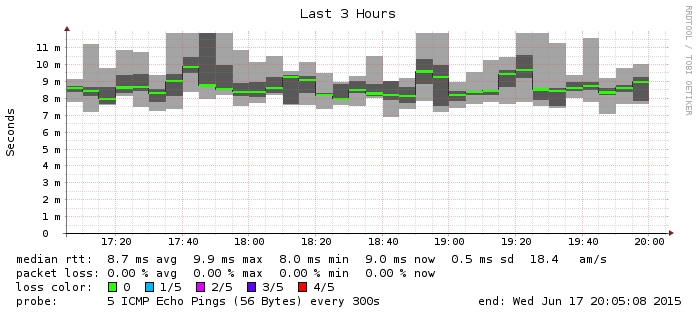 Last 3 Hours
RRDTOOL / TOBI OETIKER
Seconds
11 m
10 m
9 m
8 m
7 m
6 m
5 m
4 m
3 m
2 m
1 m
0
17:20 17:40 18:00 18:20 18:40 19:00 19:20 19:40 20:00
median rtt: 8.7 ms avg 9.9 ms max 8.0 ms min 9.0 ms now 0.5 ms sd 18.4 am/s
packet loss: 0.00 % avg 0.00 % max 0.00 % min 0.00 % now
loss color: 0 1/5 2/5 3/5 4/5
probe: 5 ICMP Echo Pings (56 Bytes) every 300s end: Wed Jun 17 20:05:08 2015